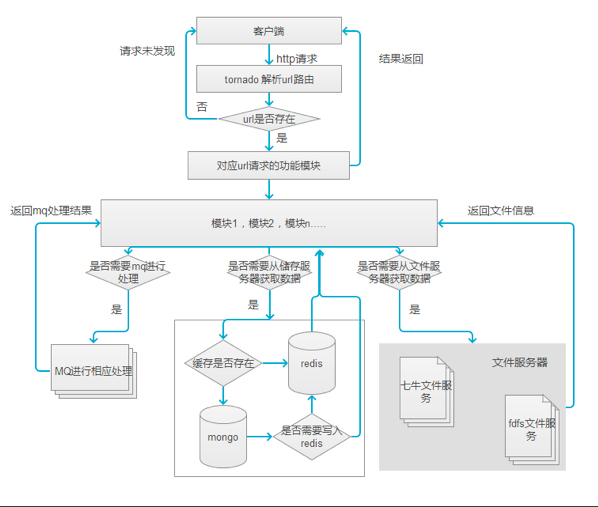 客户端
请求未发现
http请求
结果返回
tornado 解析url路由
否
url是否存在
是
对应url请求的功能模块
返回mq处理结果
返回文件信息
模块1，模块2，模块n.....
是否需要mq进行
处理
是否需要从储存服
务器获取数据
是否需要从文件服
务器获取数据
是
是
是
MQ进行相应处理
缓存是否存在
redis
mongo
是否需要写入
redis
文件服务器
七牛文件服
务
fdfs文件服
务